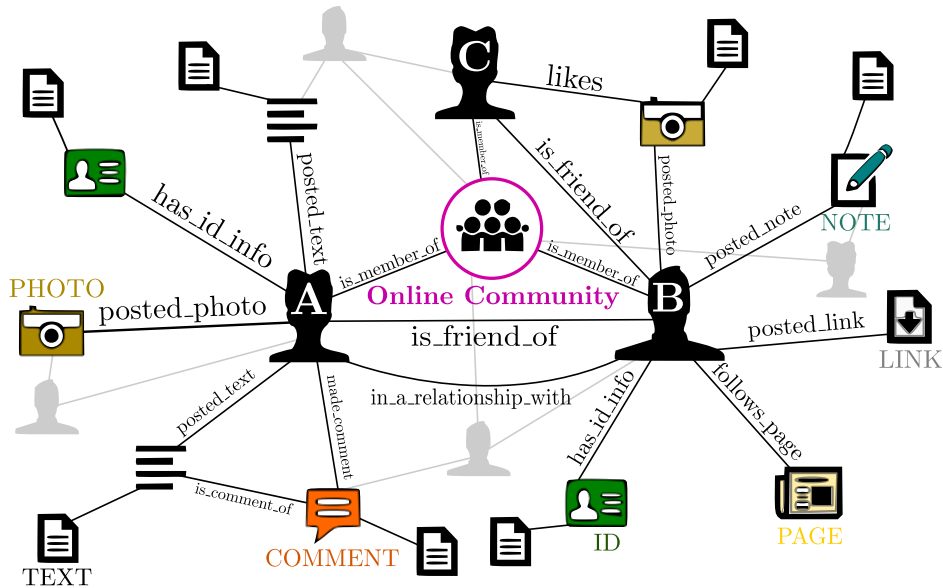 C
likes
is_member_of
is_friend_of
posted_photo
posted_note
NOTE
has_id_info
posted_text
is_member_of
is_member_of
Online Community
PHOTO
posted_photo
A
B
is_friend_of
posted_link
LINK
in_a_relationship_with
posted_text
made_comment
has_id_info
follows_page
is_comment_of
TEXT
COMMENT
ID
PAGE